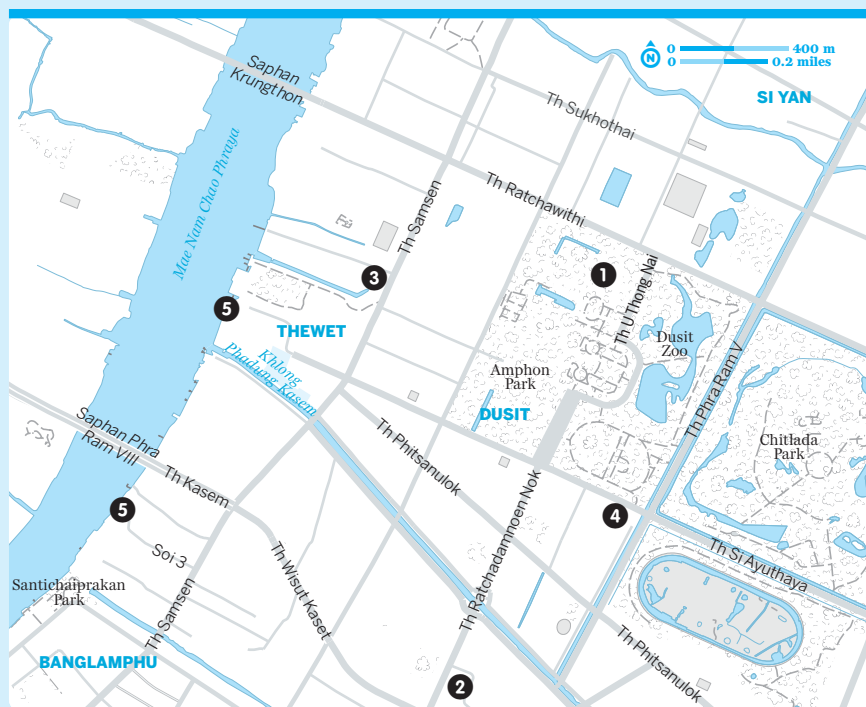 0 400 m
N
0 0.2 miles
SI YAN
Saphan
Krungthon
Th Sukhothai
Mae Nam Chao Phraya
Th Samsen
Th Ratchawithi
1
3
Th U Thong Nai
5
THEWET
Dusit
Zoo
Th Phra Ram V
Khlong
Phadung Kasem
Amphon
Park
DUSIT
Saphan Phra
Ram VIII
Th Kasem
Th Phitsanulok
Chitlada
Park
Th Ratchadamnoen Nok
5
4
Soi 3
Th Wisut Kaset
Th Si Ayuthaya
Santichaiprakan
Park
Th Samsen
Th Phitsanulok
BANGLAMPHU
2